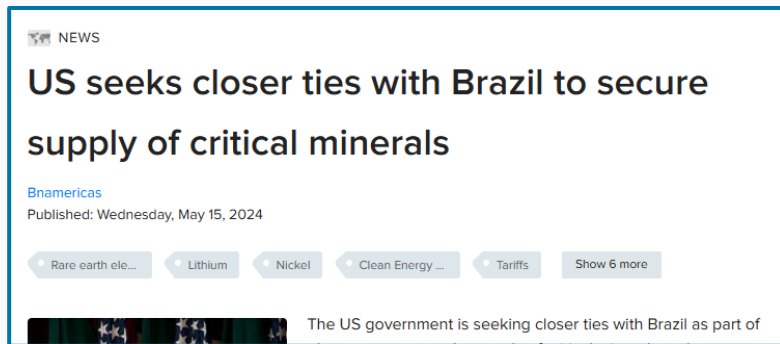 NEWS
US seeks closer ties with Brazil to secure
supply of critical minerals
Bnamericas
Published: Wednesday, May 15, 2024
Rare earth ele...
Lithium
Nickel
Clean Energy ...
Tariffs
Show 6 more
The US government is seeking closer ties with Brazil as part of